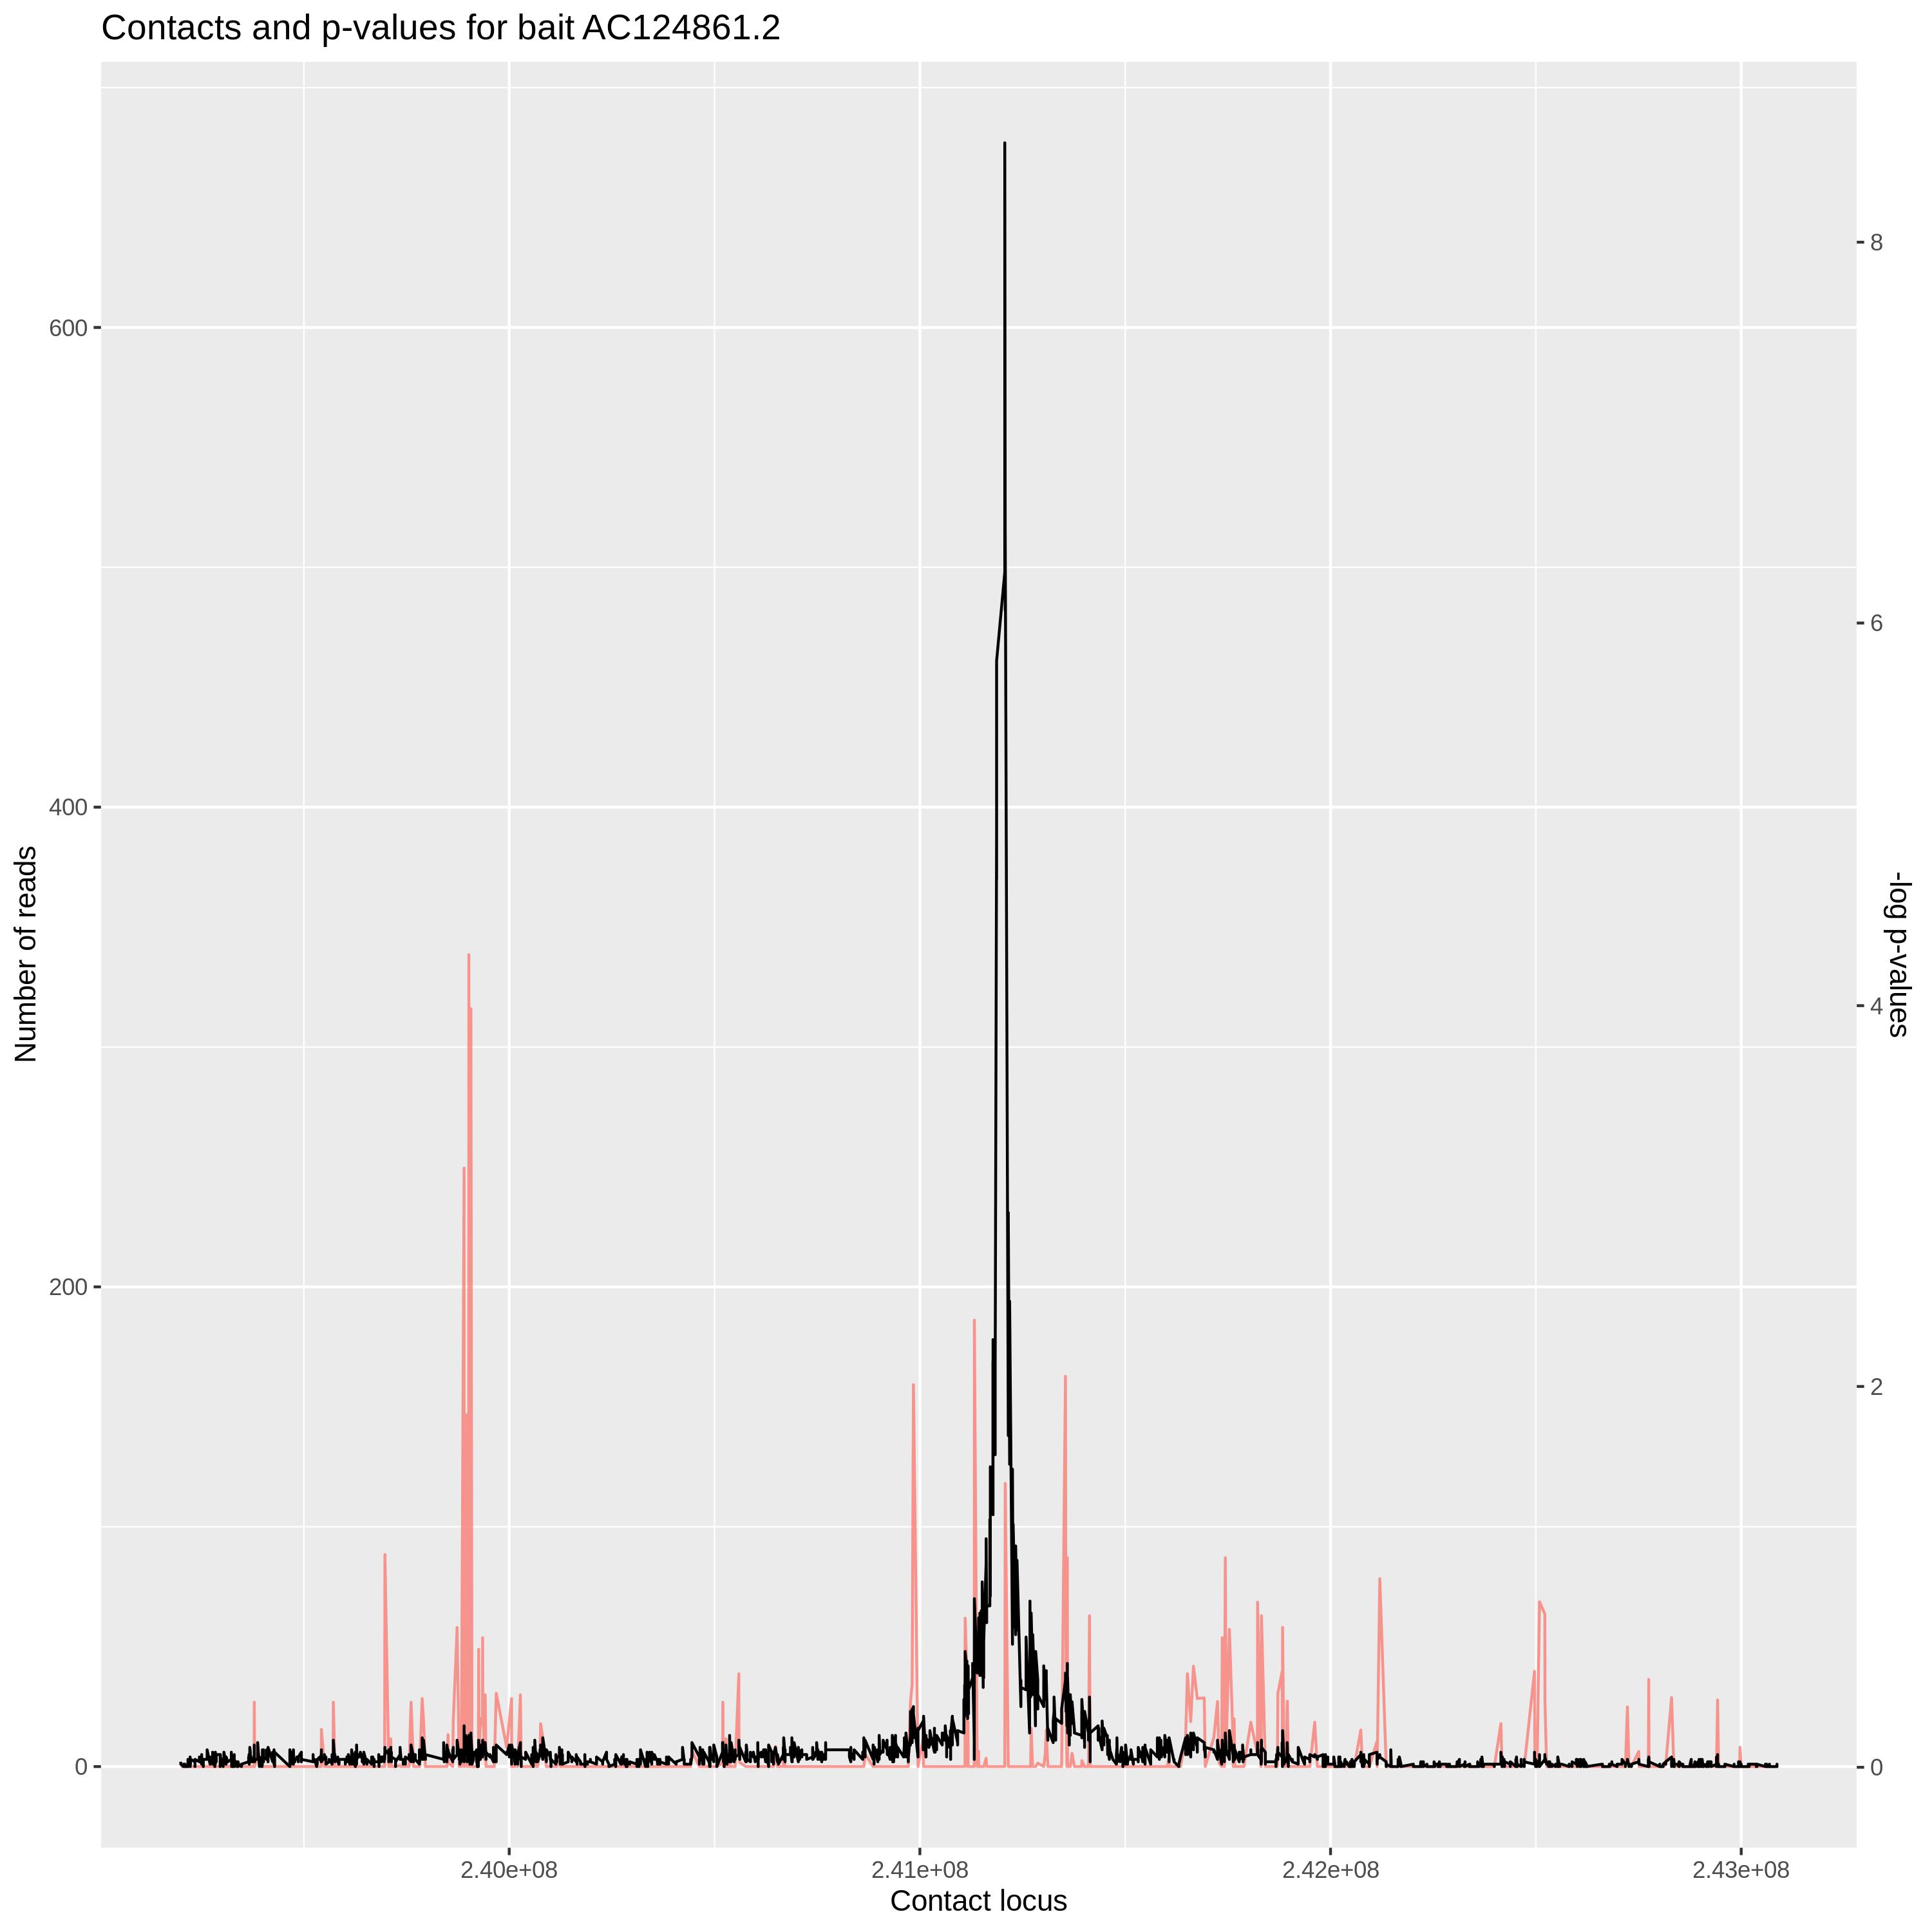 Contacts and p-values for bait AC124861.2
600
400
200
0
Number of reads
8
6
4
2
0
-log p-values
2.40e+08
2.41e+08
2.42e+08
2.43e+08
Contact locus